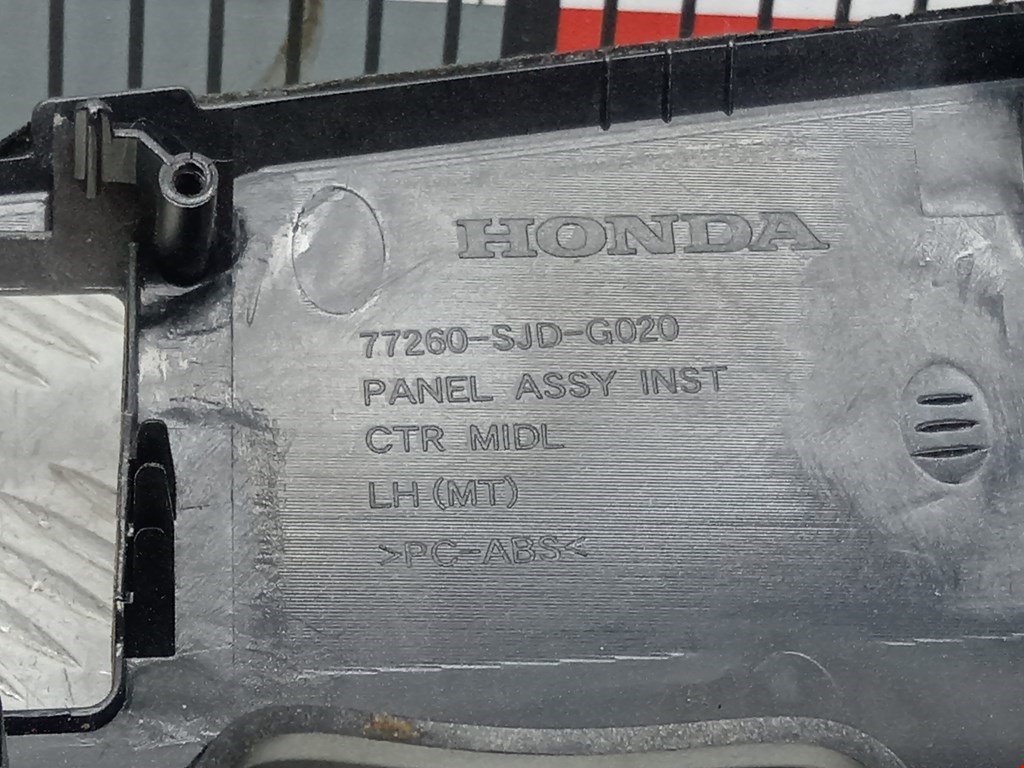 HONDA
77260-SJD-G020
PANEL ASSY INST
CTR MIDL
LH(MT)
>PC-ABS<